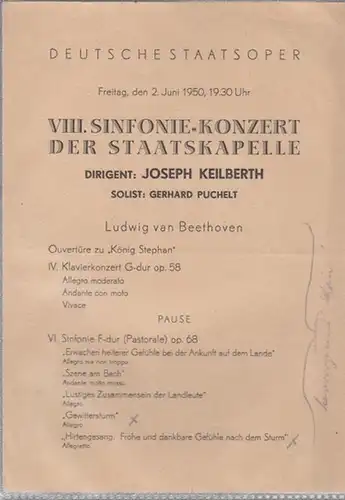 DEUTSCHE STAATSOPER
Freitag, den 2. Juni 1950, 19.30 Uhr
VIII. SINFONIE-KONZERT
DER STAATSKAPELLE
DIRIGENT: JOSEPH KEILBERTH
SOLIST: GERHARD PUCHELT
Ludwig van Beethoven
Ouvertüre zu „König Stephan"
IV. Klavierkonzert G-dur op. 58
Allegro moderato
Andante con moto
Vivace
PAUSE
VI. Sinfonie F-dur (Pastorale) op. 68
„Erwachen heiterer Gefühle bei der Ankunft auf dem Lande"
Allegro ma non troppo
„Szene am Bach"
Andante molto mosso
„Lustiges Zusammensein der Landleute"
Allegro
„Gewittersturm" x
Allegro
„Hirtengesang. Frohe und dankbare Gefühle nach dem Sturm" x
Allegretto